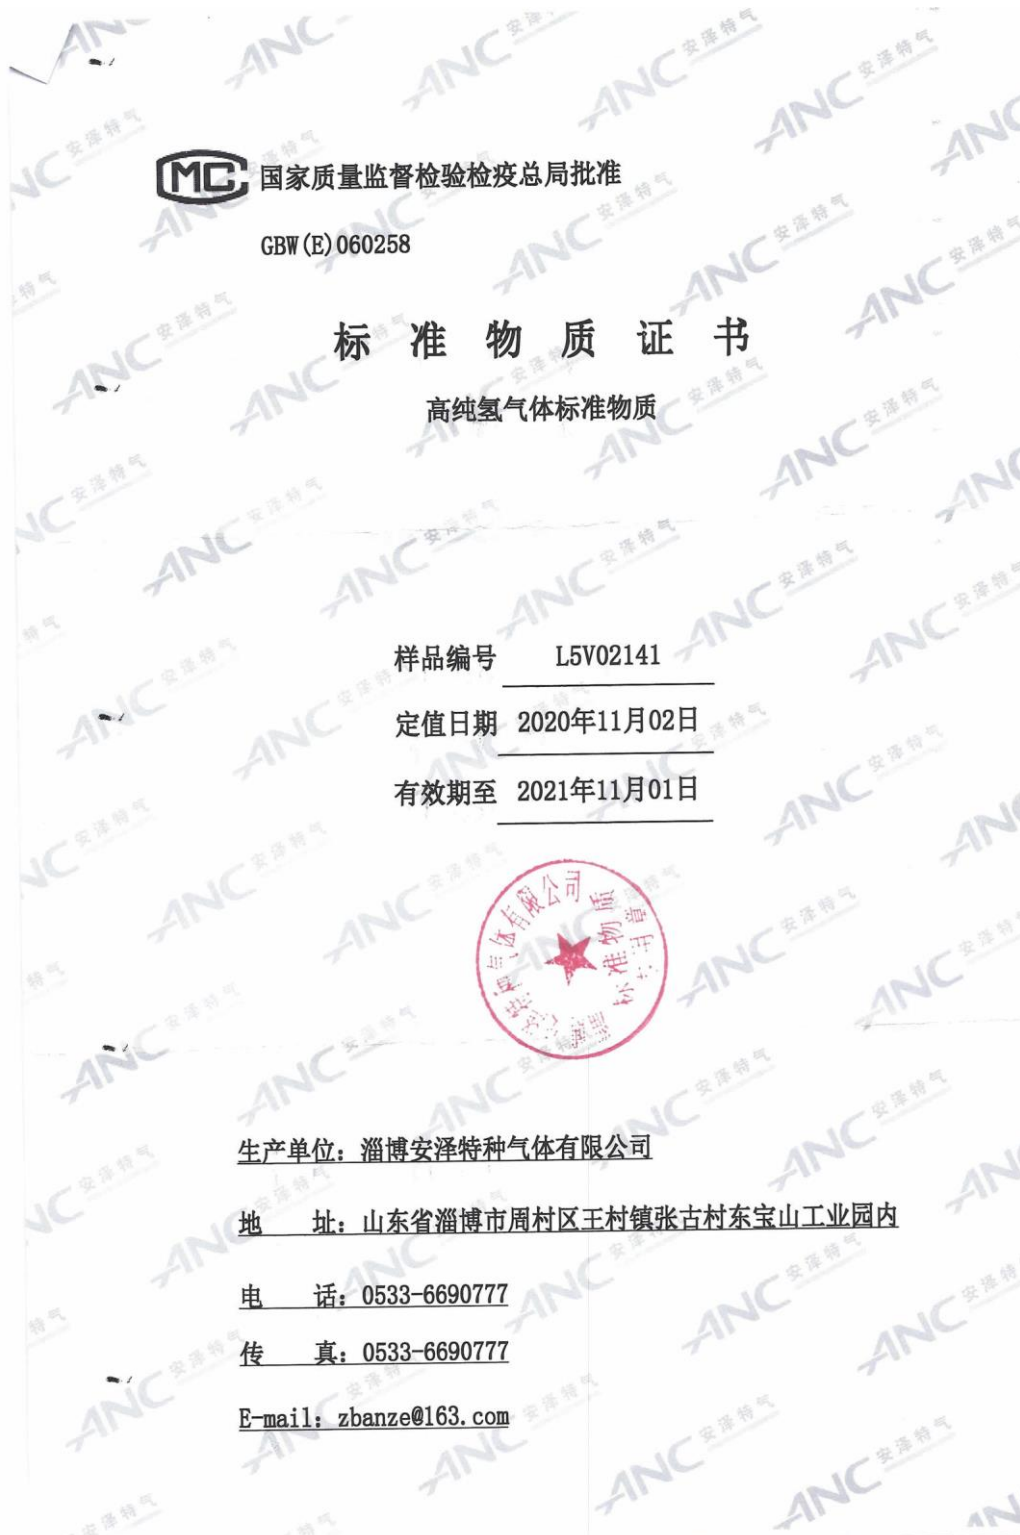 MC 国家质量监督检验检疫总局批准
GBW(E)060258
标准物质证书
高纯氢气体标准物质
样品编号 L5V02141
定值日期 2020年11月02日
有效期至 2021年11月01日
生产单位：淄博安泽特种气体有限公司
地 址：山东省淄博市周村区王村镇张古村东宝山工业园内
电 话：0533-6690777
传 真：0533-6690777
E-mail：zbanze@163.com
ANC 安泽特气